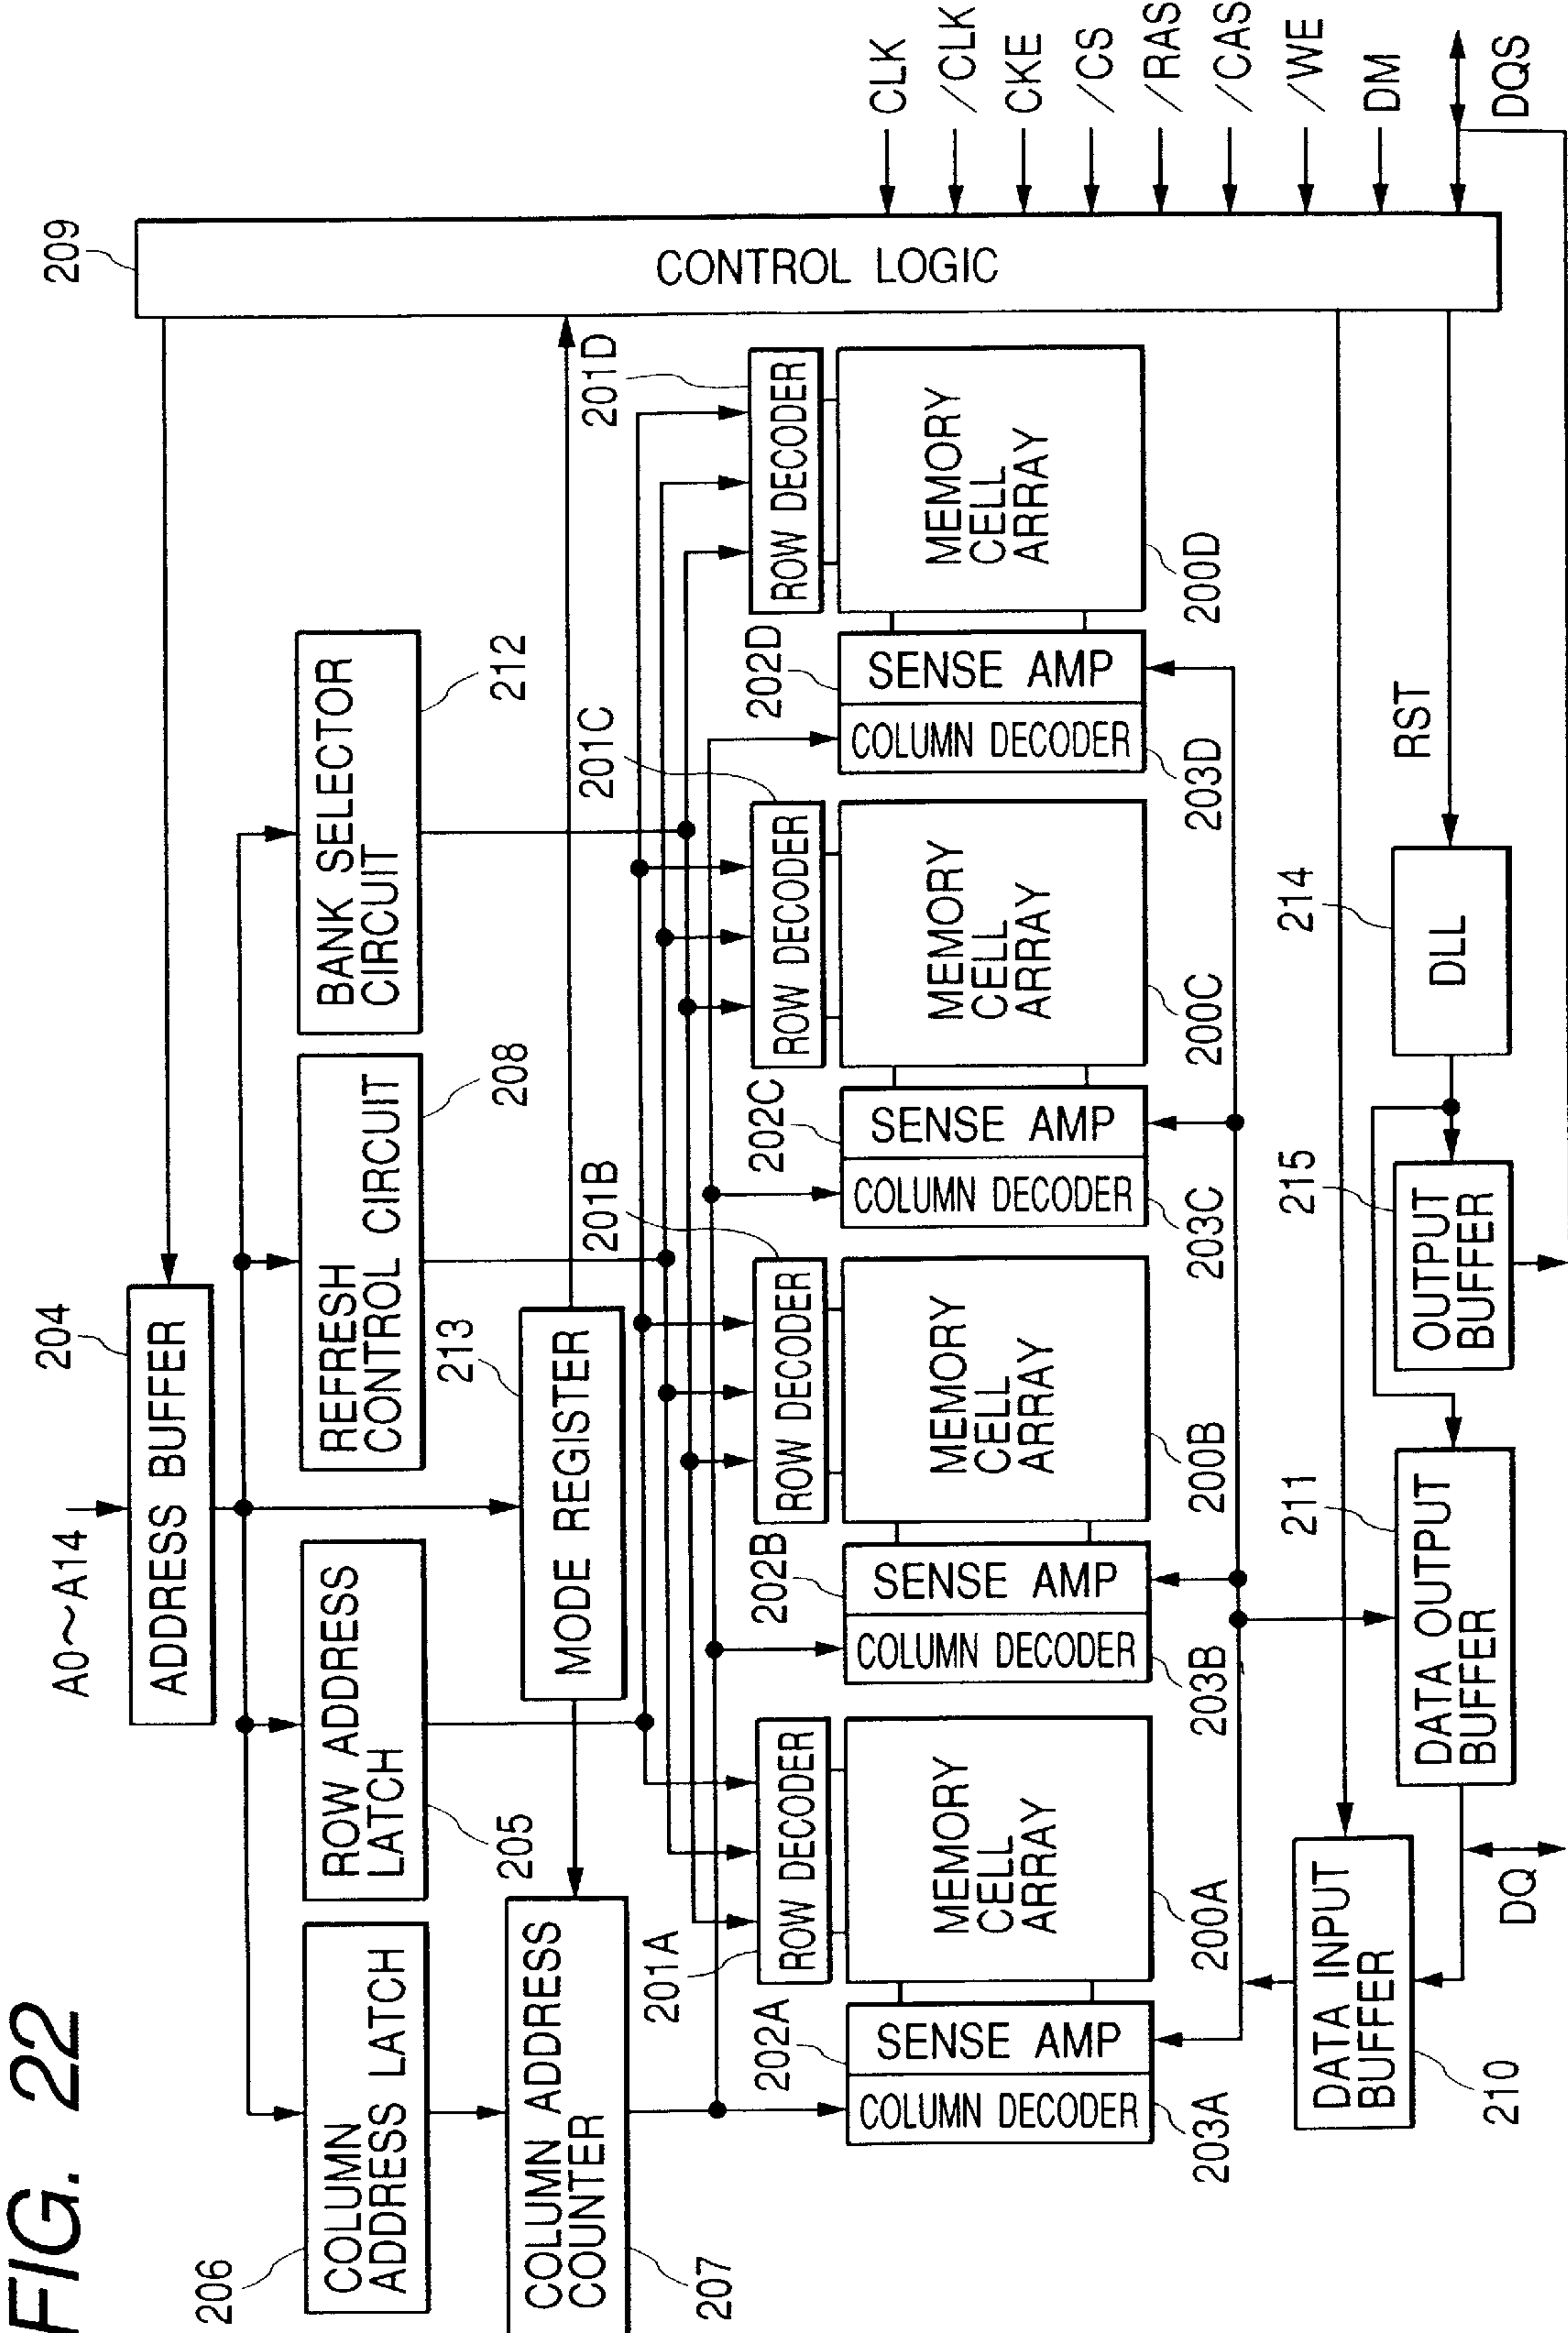 FIG. 22
A0~A14
204
ADDRESS BUFFER
209
CONTROL LOGIC
206
COLUMN
ADDRESS LATCH
ROW ADDRESS
LATCH
205
REFRESH
CONTROL CIRCUIT
208
BANK SELECTOR
CIRCUIT
212
213
MODE REGISTER
COLUMN ADDRESS
COUNTER
207
201A
ROW DECODER
201B
ROW DECODER
201C
ROW DECODER
201D
ROW DECODER
202A
SENSE AMP
COLUMN DECODER
203A
MEMORY
CELL
ARRAY
200A
202B
SENSE AMP
COLUMN DECODER
203B
MEMORY
CELL
ARRAY
200B
202C
SENSE AMP
COLUMN DECODER
203C
MEMORY
CELL
ARRAY
200C
202D
SENSE AMP
COLUMN DECODER
203D
MEMORY
CELL
ARRAY
200D
CLK
/CLK
CKE
/CS
/RAS
/CAS
/WE
DM
DQS
DATA INPUT
BUFFER
210
211
DATA OUTPUT
BUFFER
DQ
215
OUTPUT
BUFFER
214
DLL
RST